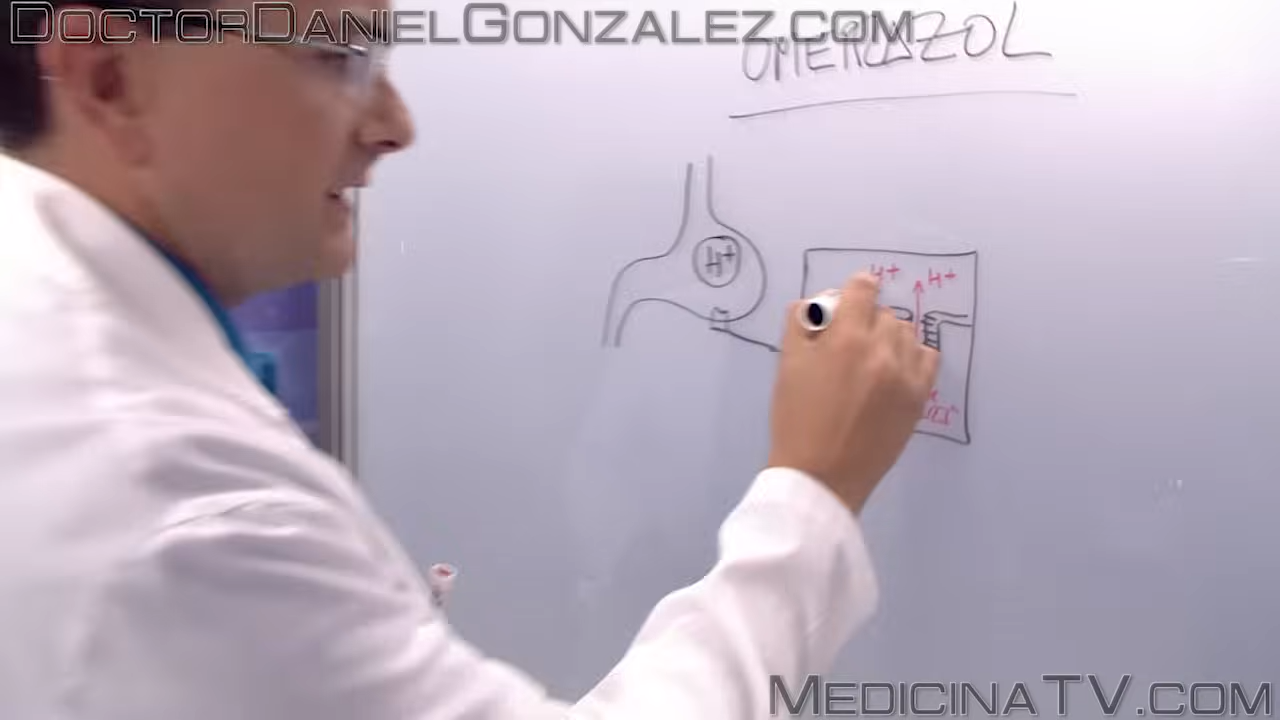 DOCTORDANIELGONZALEZ.COM
OMEPRAZOL
H+
H+ H+
MEDICINATV.COM